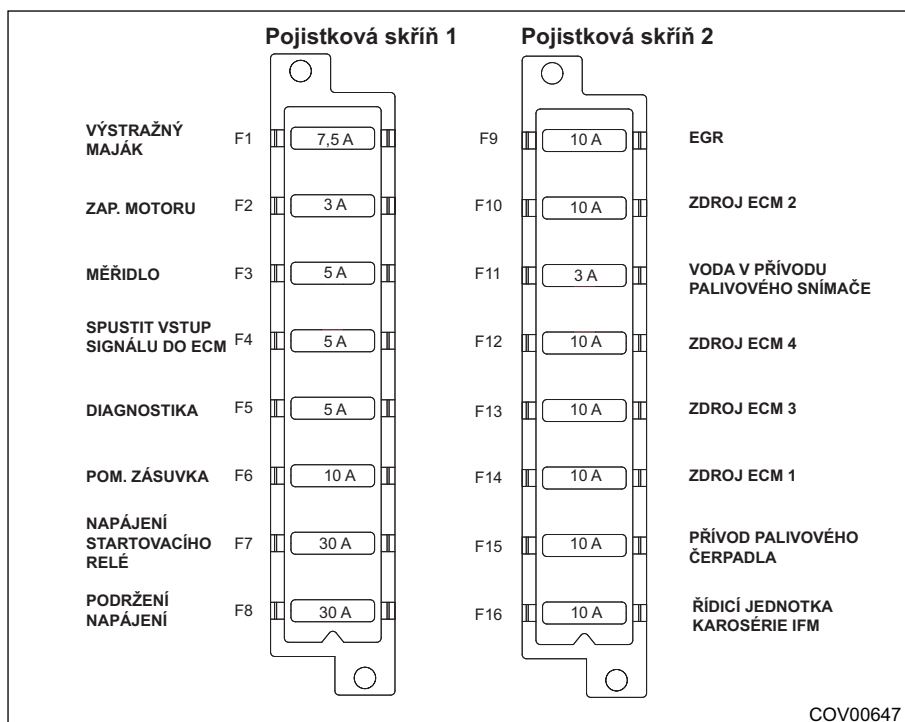 Pojistková skříň 1
VÝSTRAŽNÝ
MAJÁK
F1
7,5 A
ZAP. MOTORU
F2
3 A
MĚŘIDLO
F3
5 A
SPUSTIT VSTUP
SIGNÁLU DO ECM
F4
5 A
DIAGNOSTIKA
F5
5 A
POM. ZÁSUVKA
F6
10 A
NAPÁJENÍ
STARTOVACÍHO
RELÉ
F7
30 A
PODRŽENÍ
NAPÁJENÍ
F8
30 A
Pojistková skříň 2
F9
10 A
EGR
F10
10 A
ZDROJ ECM 2
F11
3 A
VODA V PŘÍVODU
PALIVOVÉHO SNÍMAČE
F12
10 A
ZDROJ ECM 4
F13
10 A
ZDROJ ECM 3
F14
10 A
ZDROJ ECM 1
F15
10 A
PŘÍVOD PALIVOVÉHO
ČERPADLA
F16
10 A
ŘÍDICÍ JEDNOTKA
KAROSÉRIE IFM
COV00647